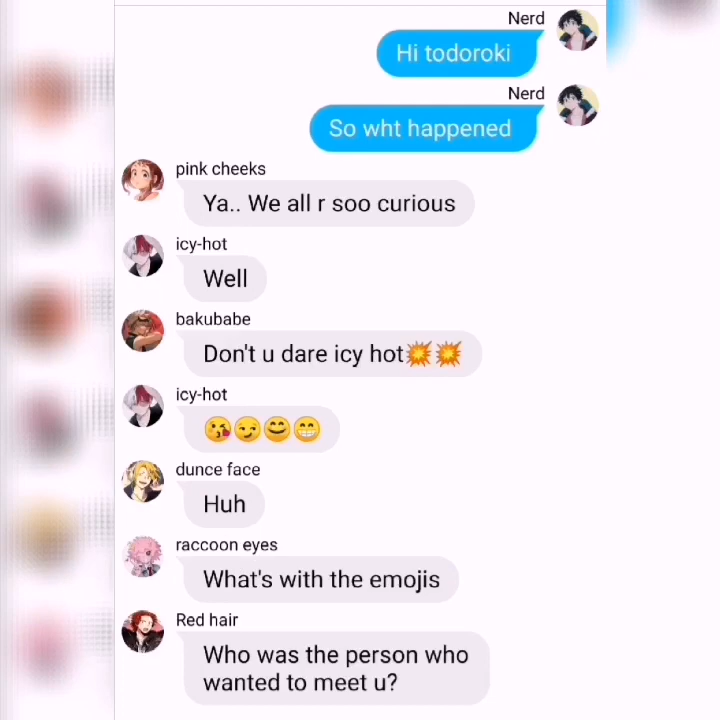 Nerd
Hi todoroki
Nerd
So wht happened
pink cheeks
Ya.. We all r soo curious
icy-hot
Well
bakubabe
Don't u dare icy hot💥💥
icy-hot
😘😏😊😁
dunce face
Huh
raccoon eyes
What's with the emojis
Red hair
Who was the person who
wanted to meet u?